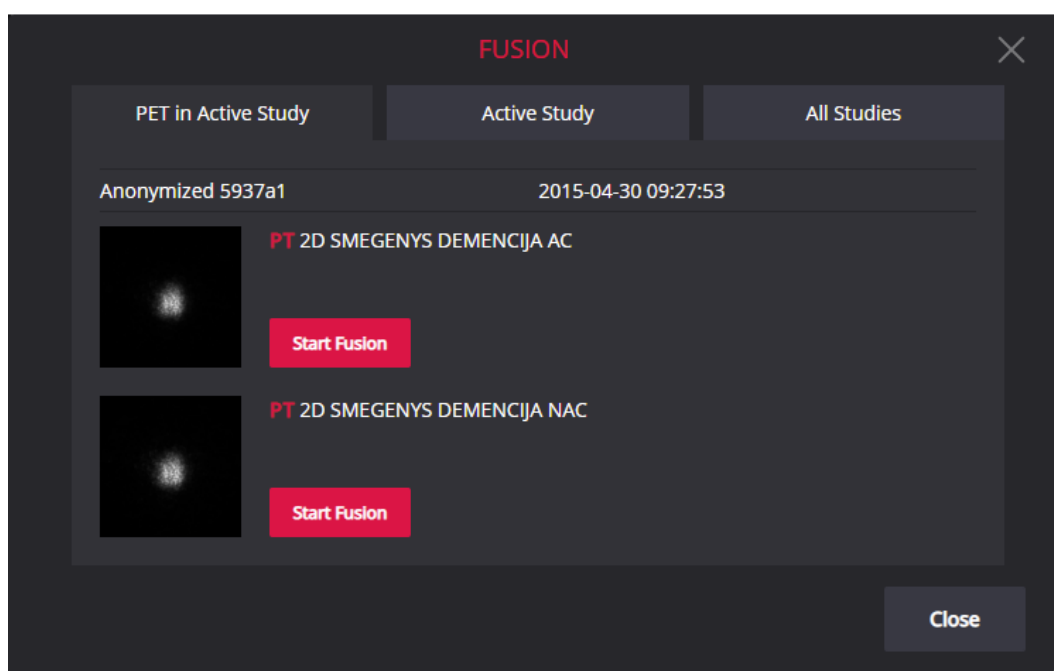 FUSION
PET in Active Study Active Study All Studies
Anonymized 5937a1 2015-04-30 09:27:53
PT 2D SMEGENYS DEMENCIJA AC
Start Fusion
PT 2D SMEGENYS DEMENCIJA NAC
Start Fusion
Close